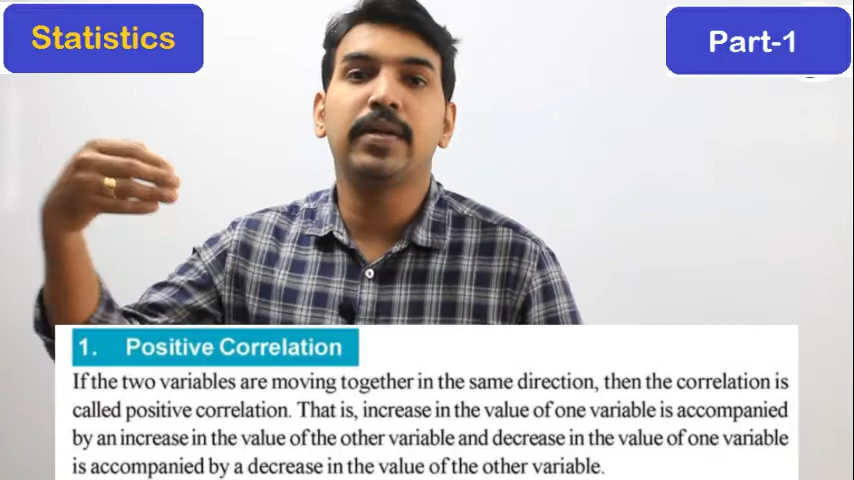 Statistics
Part-1
1. Positive Correlation
If the two variables are moving together in the same direction, then the correlation is
called positive correlation. That is, increase in the value of one variable is accompanied
by an increase in the value of the other variable and decrease in the value of one variable
is accompanied by a decrease in the value of the other variable.